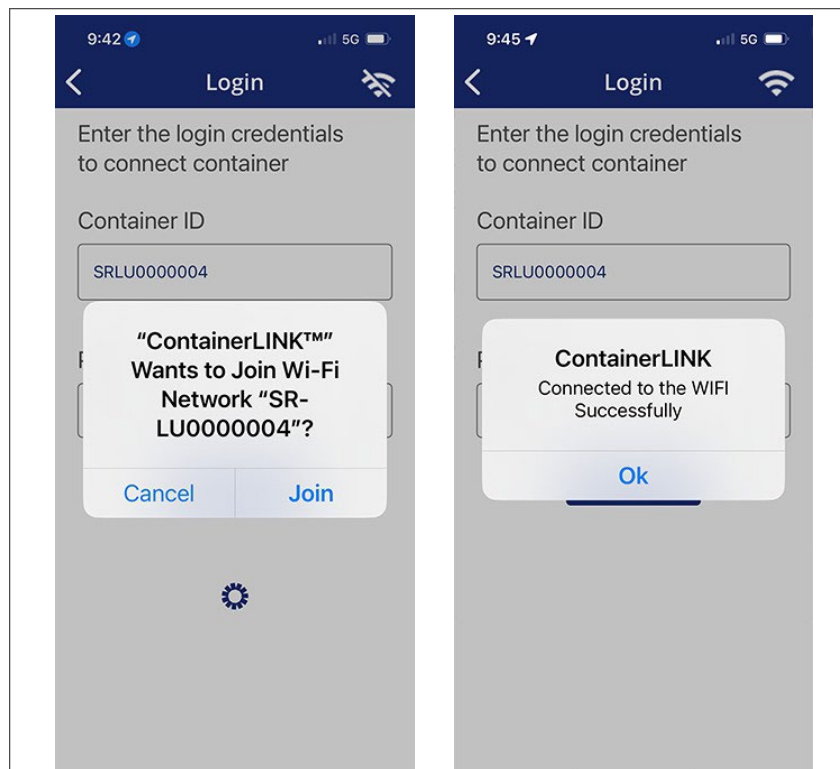 9:42
5G
Login
Enter the login credentials
to connect container
Container ID
SRLU0000004
"ContainerLINK™"
Wants to Join Wi-Fi
Network "SR-
LU0000004"?
Cancel
Join
9:45
5G
Login
Enter the login credentials
to connect container
Container ID
SRLU0000004
ContainerLINK
Connected to the WIFI
Successfully
Ok